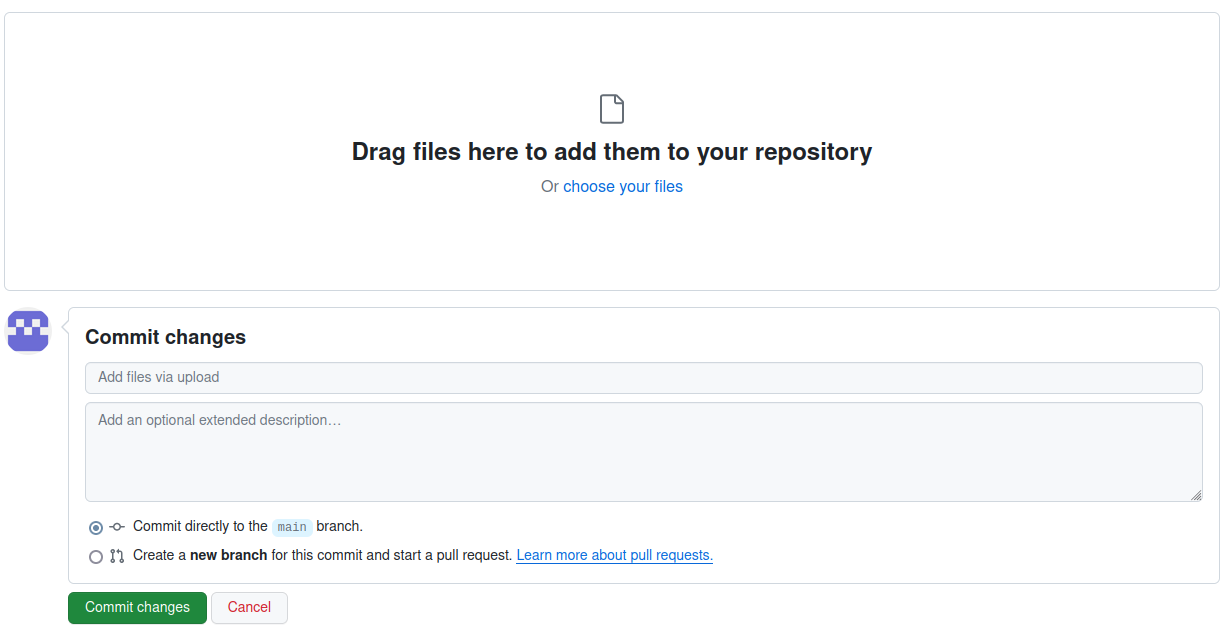 Drag files here to add them to your repository
Or choose your files
Commit changes
Add files via upload
Add an optional extended description…
Commit directly to the main branch.
Create a new branch for this commit and start a pull request. Learn more about pull requests.
Commit changes Cancel